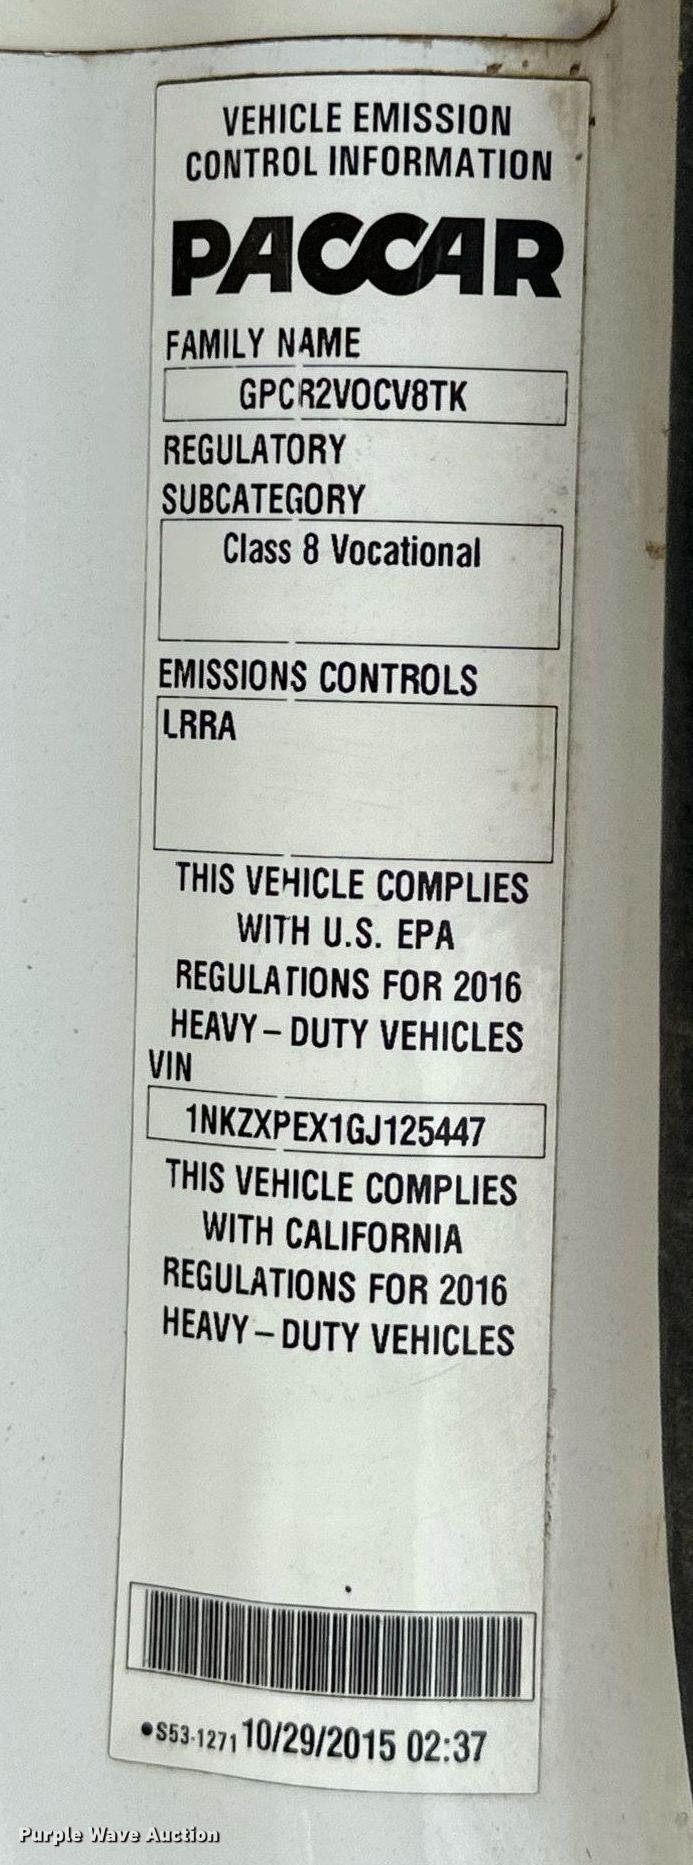 VEHICLE EMISSION
CONTROL INFORMATION
PACCAR
FAMILY NAME
GPCR2VOCV8TK
REGULATORY
SUBCATEGORY
Class 8 Vocational
EMISSIONS CONTROLS
LRRA
THIS VEHICLE COMPLIES
WITH U.S. EPA
REGULATIONS FOR 2016
HEAVY – DUTY VEHICLES
VIN
1NKZXPEX1GJ125447
THIS VEHICLE COMPLIES
WITH CALIFORNIA
REGULATIONS FOR 2016
HEAVY – DUTY VEHICLES
●S53-1271 10/29/2015 02:37
Purple Wave Auction